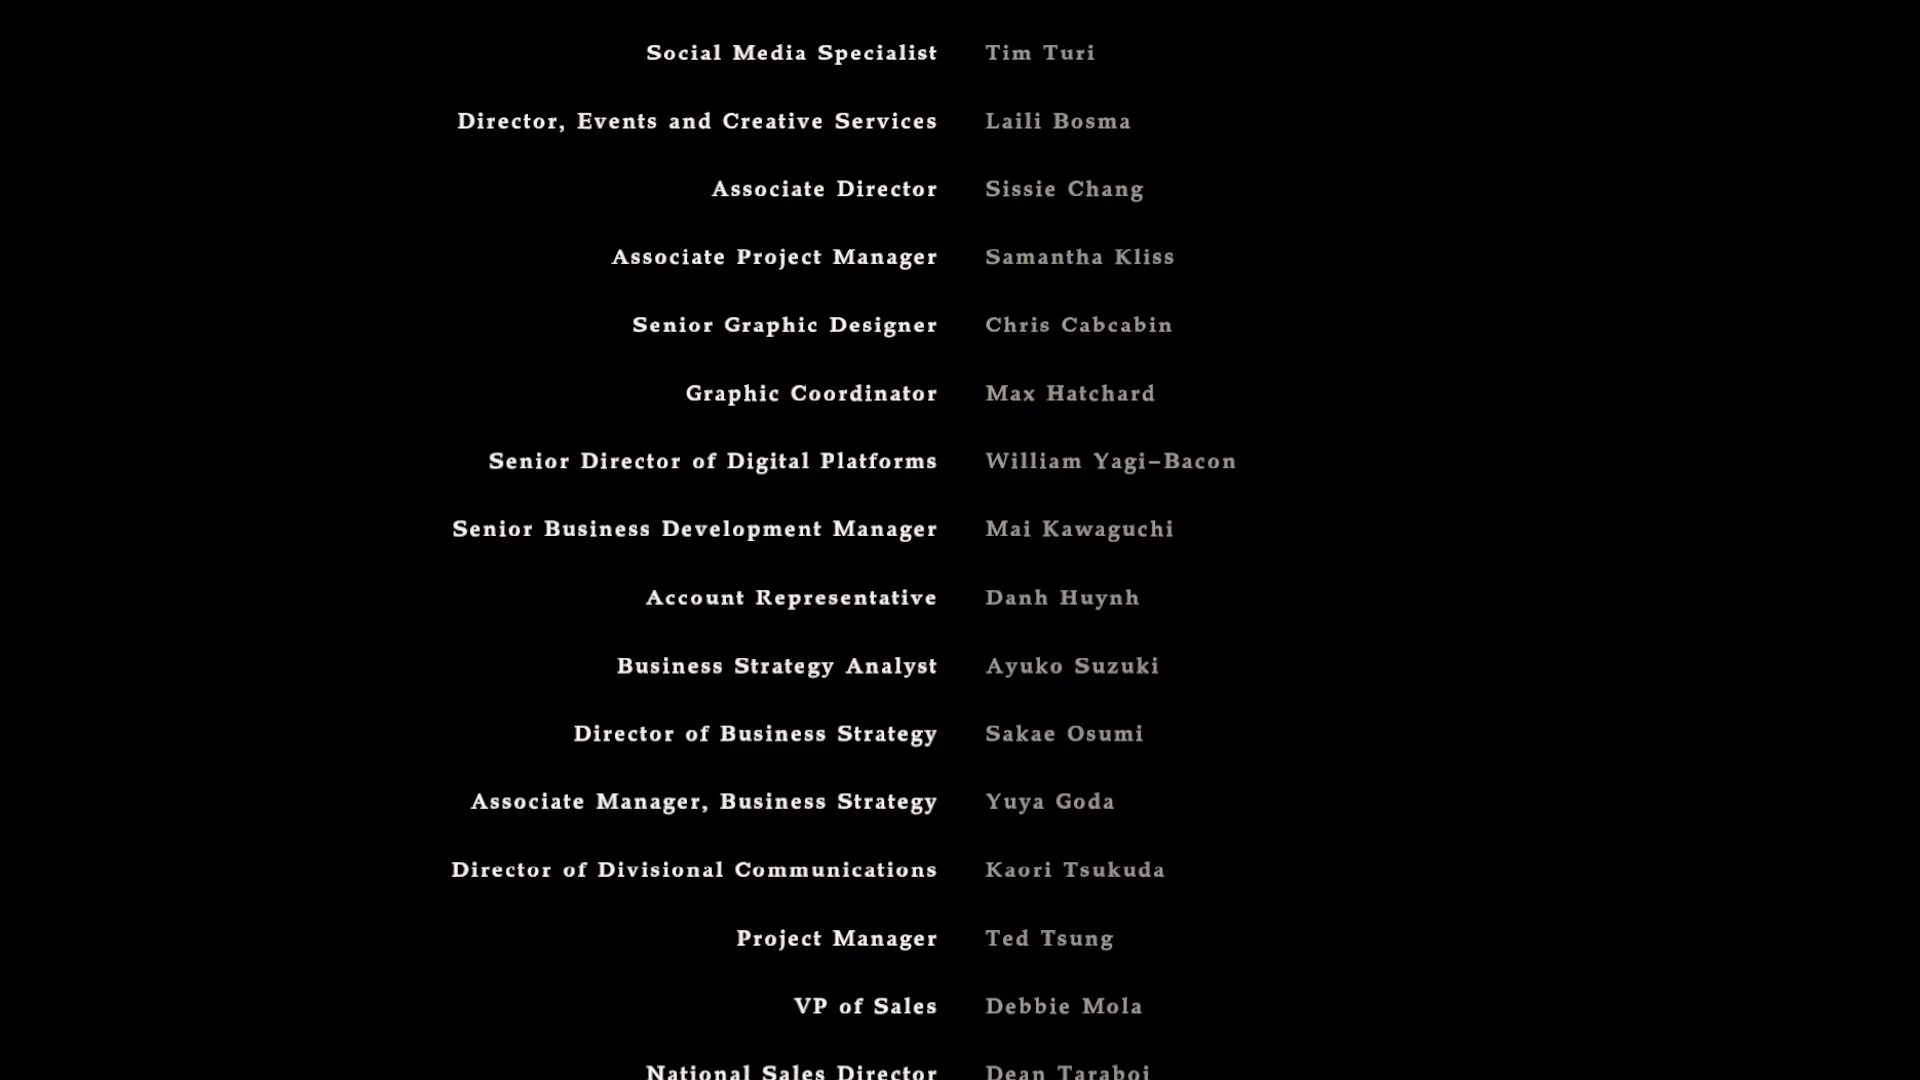 Social Media Specialist Tim Turi
Director, Events and Creative Services Laili Bosma
Associate Director Sissie Chang
Associate Project Manager Samantha Kliss
Senior Graphic Designer Chris Cabcabin
Graphic Coordinator Max Hatchard
Senior Director of Digital Platforms William Yagi-Bacon
Senior Business Development Manager Mai Kawaguchi
Account Representative Danh Huynh
Business Strategy Analyst Ayuko Suzuki
Director of Business Strategy Sakae Osumi
Associate Manager, Business Strategy Yuya Goda
Director of Divisional Communications Kaori Tsukuda
Project Manager Ted Tsung
VP of Sales Debbie Mola
National Sales Director Dean Taraboi